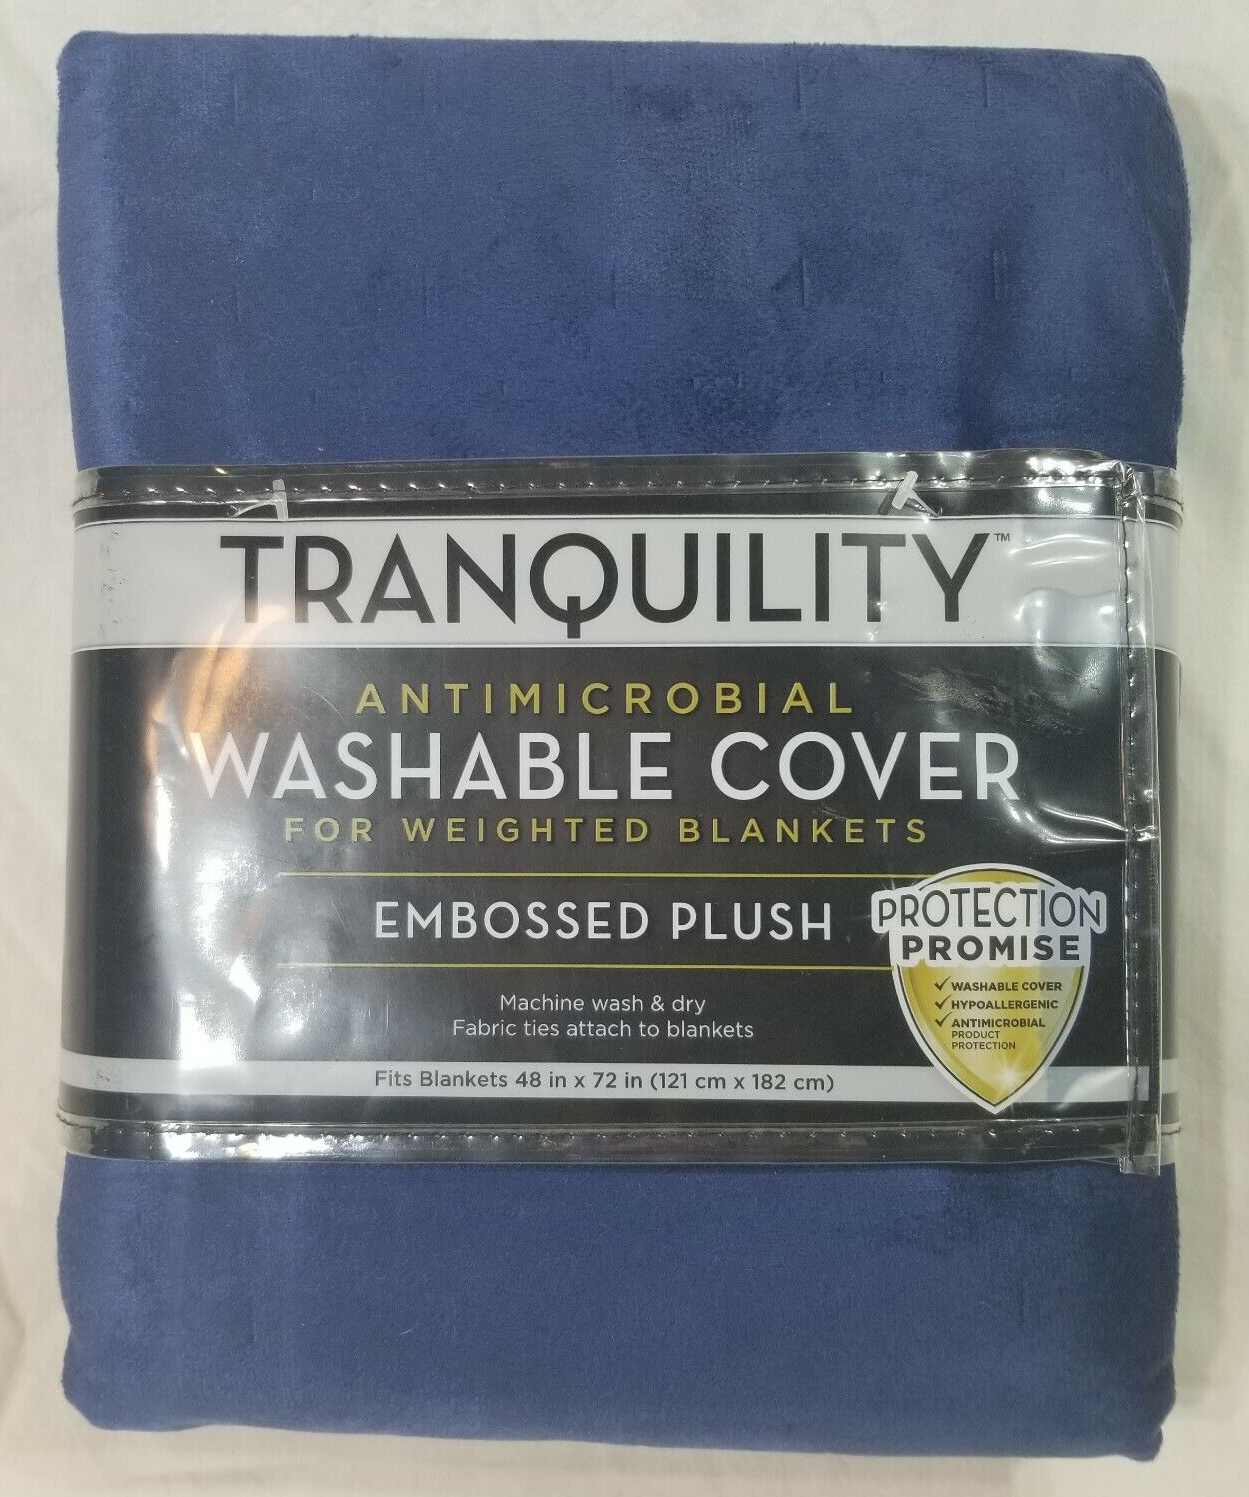 TRANQUILITY™
ANTIMICROBIAL
WASHABLE COVER
FOR WEIGHTED BLANKETS
EMBOSSED PLUSH
Machine wash & dry
Fabric ties attach to blankets
Fits Blankets 48 in x 72 in (121 cm x 182 cm)
PROTECTION
PROMISE
✓ WASHABLE COVER
✓ HYPOALLERGENIC
✓ ANTIMICROBIAL
PRODUCT
PROTECTION